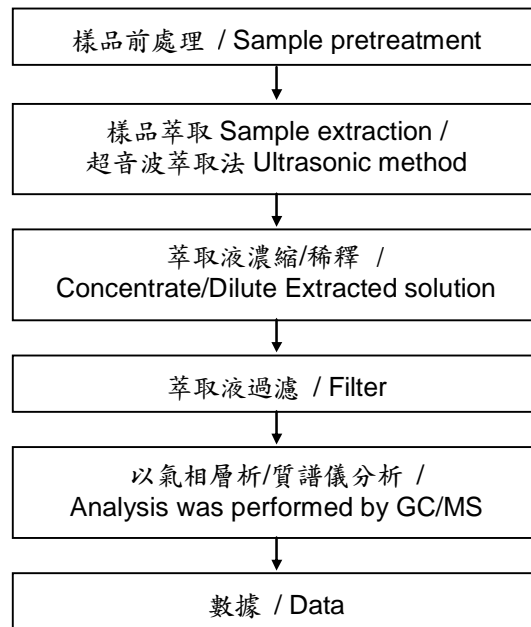 樣品前處理 / Sample pretreatment
樣品萃取 Sample extraction /
超音波萃取法 Ultrasonic method
萃取液濃縮/稀釋 /
Concentrate/Dilute Extracted solution
萃取液過濾 / Filter
以氣相層析/質譜儀分析 /
Analysis was performed by GC/MS
數據 / Data